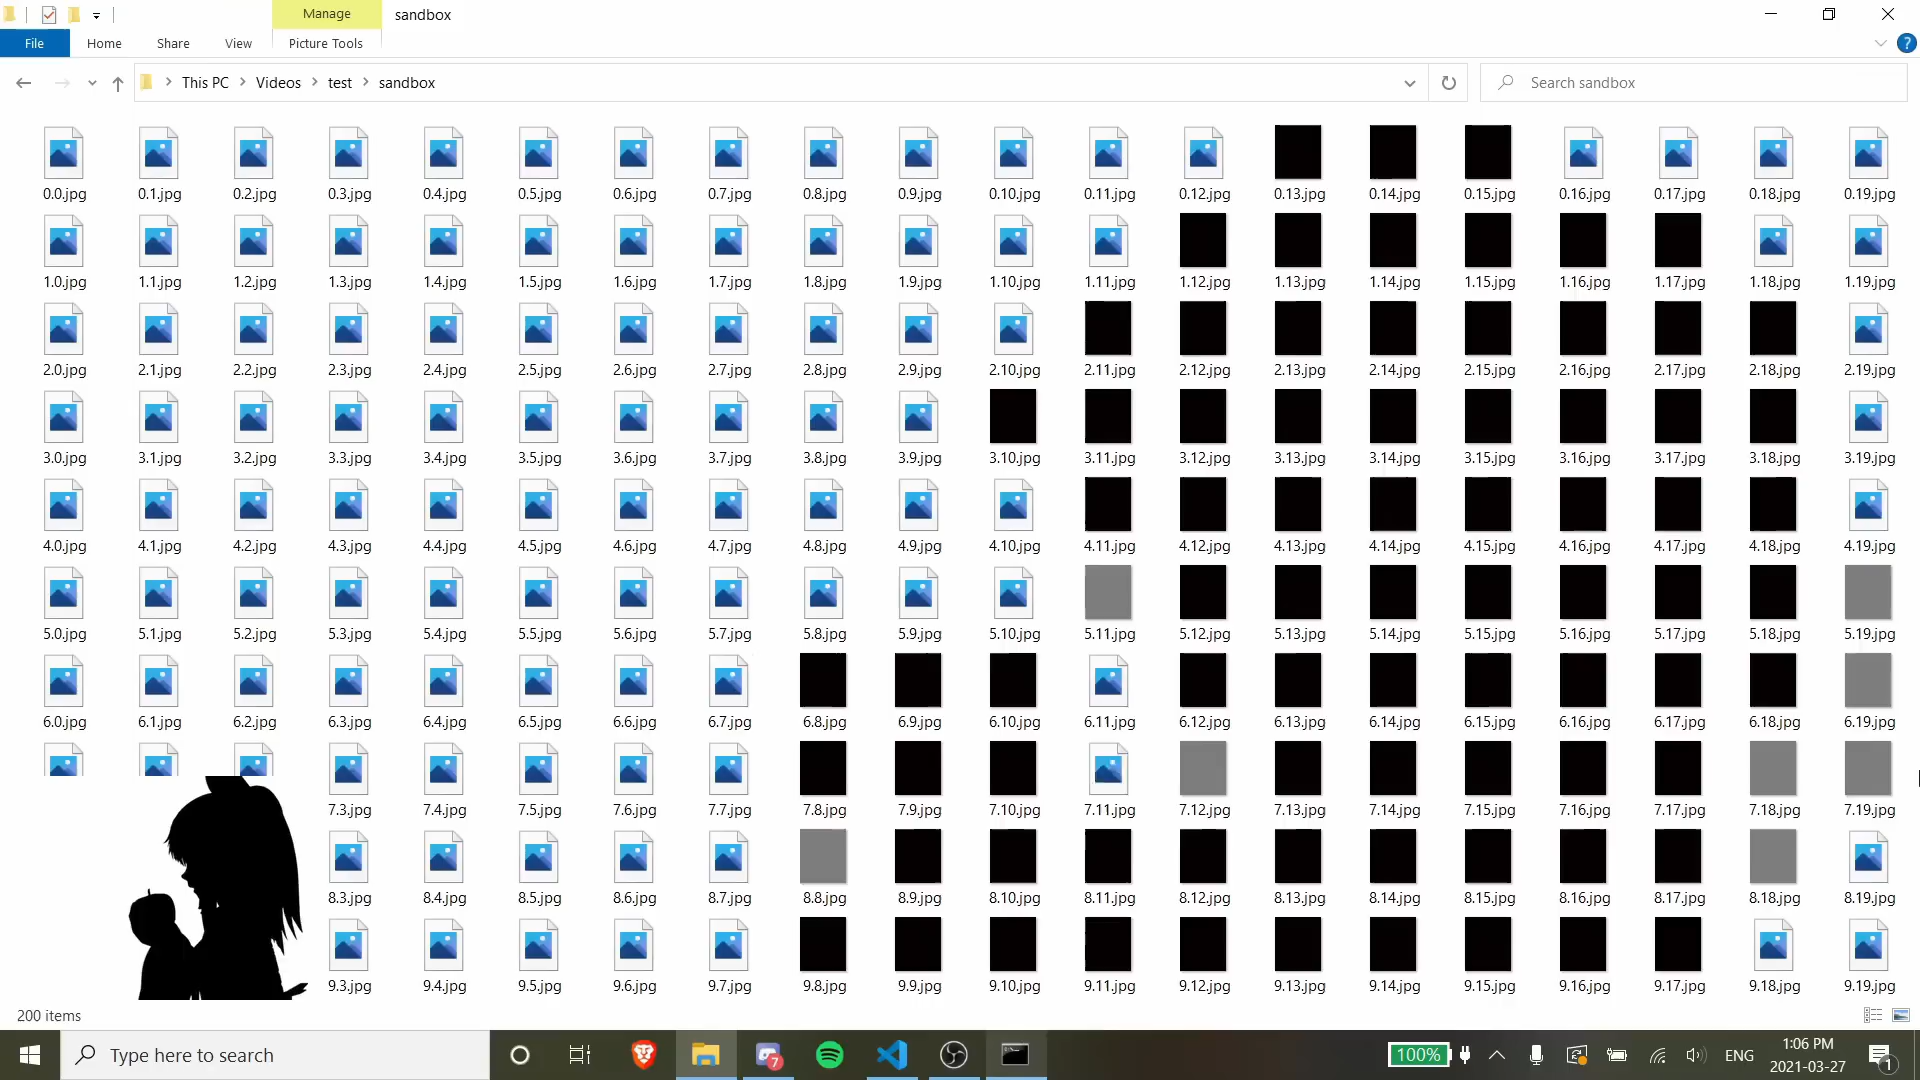 Manage
sandbox
File
Home
Share
View
Picture Tools
This PC
Videos
test
sandbox
Search sandbox
0.0.jpg 0.1.jpg 0.2.jpg 0.3.jpg 0.4.jpg 0.5.jpg 0.6.jpg 0.7.jpg 0.8.jpg 0.9.jpg 0.10.jpg 0.11.jpg 0.12.jpg 0.13.jpg 0.14.jpg 0.15.jpg 0.16.jpg 0.17.jpg 0.18.jpg 0.19.jpg
1.0.jpg 1.1.jpg 1.2.jpg 1.3.jpg 1.4.jpg 1.5.jpg 1.6.jpg 1.7.jpg 1.8.jpg 1.9.jpg 1.10.jpg 1.11.jpg 1.12.jpg 1.13.jpg 1.14.jpg 1.15.jpg 1.16.jpg 1.17.jpg 1.18.jpg 1.19.jpg
2.0.jpg 2.1.jpg 2.2.jpg 2.3.jpg 2.4.jpg 2.5.jpg 2.6.jpg 2.7.jpg 2.8.jpg 2.9.jpg 2.10.jpg 2.11.jpg 2.12.jpg 2.13.jpg 2.14.jpg 2.15.jpg 2.16.jpg 2.17.jpg 2.18.jpg 2.19.jpg
3.0.jpg 3.1.jpg 3.2.jpg 3.3.jpg 3.4.jpg 3.5.jpg 3.6.jpg 3.7.jpg 3.8.jpg 3.9.jpg 3.10.jpg 3.11.jpg 3.12.jpg 3.13.jpg 3.14.jpg 3.15.jpg 3.16.jpg 3.17.jpg 3.18.jpg 3.19.jpg
4.0.jpg 4.1.jpg 4.2.jpg 4.3.jpg 4.4.jpg 4.5.jpg 4.6.jpg 4.7.jpg 4.8.jpg 4.9.jpg 4.10.jpg 4.11.jpg 4.12.jpg 4.13.jpg 4.14.jpg 4.15.jpg 4.16.jpg 4.17.jpg 4.18.jpg 4.19.jpg
5.0.jpg 5.1.jpg 5.2.jpg 5.3.jpg 5.4.jpg 5.5.jpg 5.6.jpg 5.7.jpg 5.8.jpg 5.9.jpg 5.10.jpg 5.11.jpg 5.12.jpg 5.13.jpg 5.14.jpg 5.15.jpg 5.16.jpg 5.17.jpg 5.18.jpg 5.19.jpg
6.0.jpg 6.1.jpg 6.2.jpg 6.3.jpg 6.4.jpg 6.5.jpg 6.6.jpg 6.7.jpg 6.8.jpg 6.9.jpg 6.10.jpg 6.11.jpg 6.12.jpg 6.13.jpg 6.14.jpg 6.15.jpg 6.16.jpg 6.17.jpg 6.18.jpg 6.19.jpg
7.3.jpg 7.4.jpg 7.5.jpg 7.6.jpg 7.7.jpg 7.8.jpg 7.9.jpg 7.10.jpg 7.11.jpg 7.12.jpg 7.13.jpg 7.14.jpg 7.15.jpg 7.16.jpg 7.17.jpg 7.18.jpg 7.19.jpg
8.3.jpg 8.4.jpg 8.5.jpg 8.6.jpg 8.7.jpg 8.8.jpg 8.9.jpg 8.10.jpg 8.11.jpg 8.12.jpg 8.13.jpg 8.14.jpg 8.15.jpg 8.16.jpg 8.17.jpg 8.18.jpg 8.19.jpg
9.3.jpg 9.4.jpg 9.5.jpg 9.6.jpg 9.7.jpg 9.8.jpg 9.9.jpg 9.10.jpg 9.11.jpg 9.12.jpg 9.13.jpg 9.14.jpg 9.15.jpg 9.16.jpg 9.17.jpg 9.18.jpg 9.19.jpg
200 items
Type here to search
7
100%
ENG
1:06 PM
2021-03-27
1